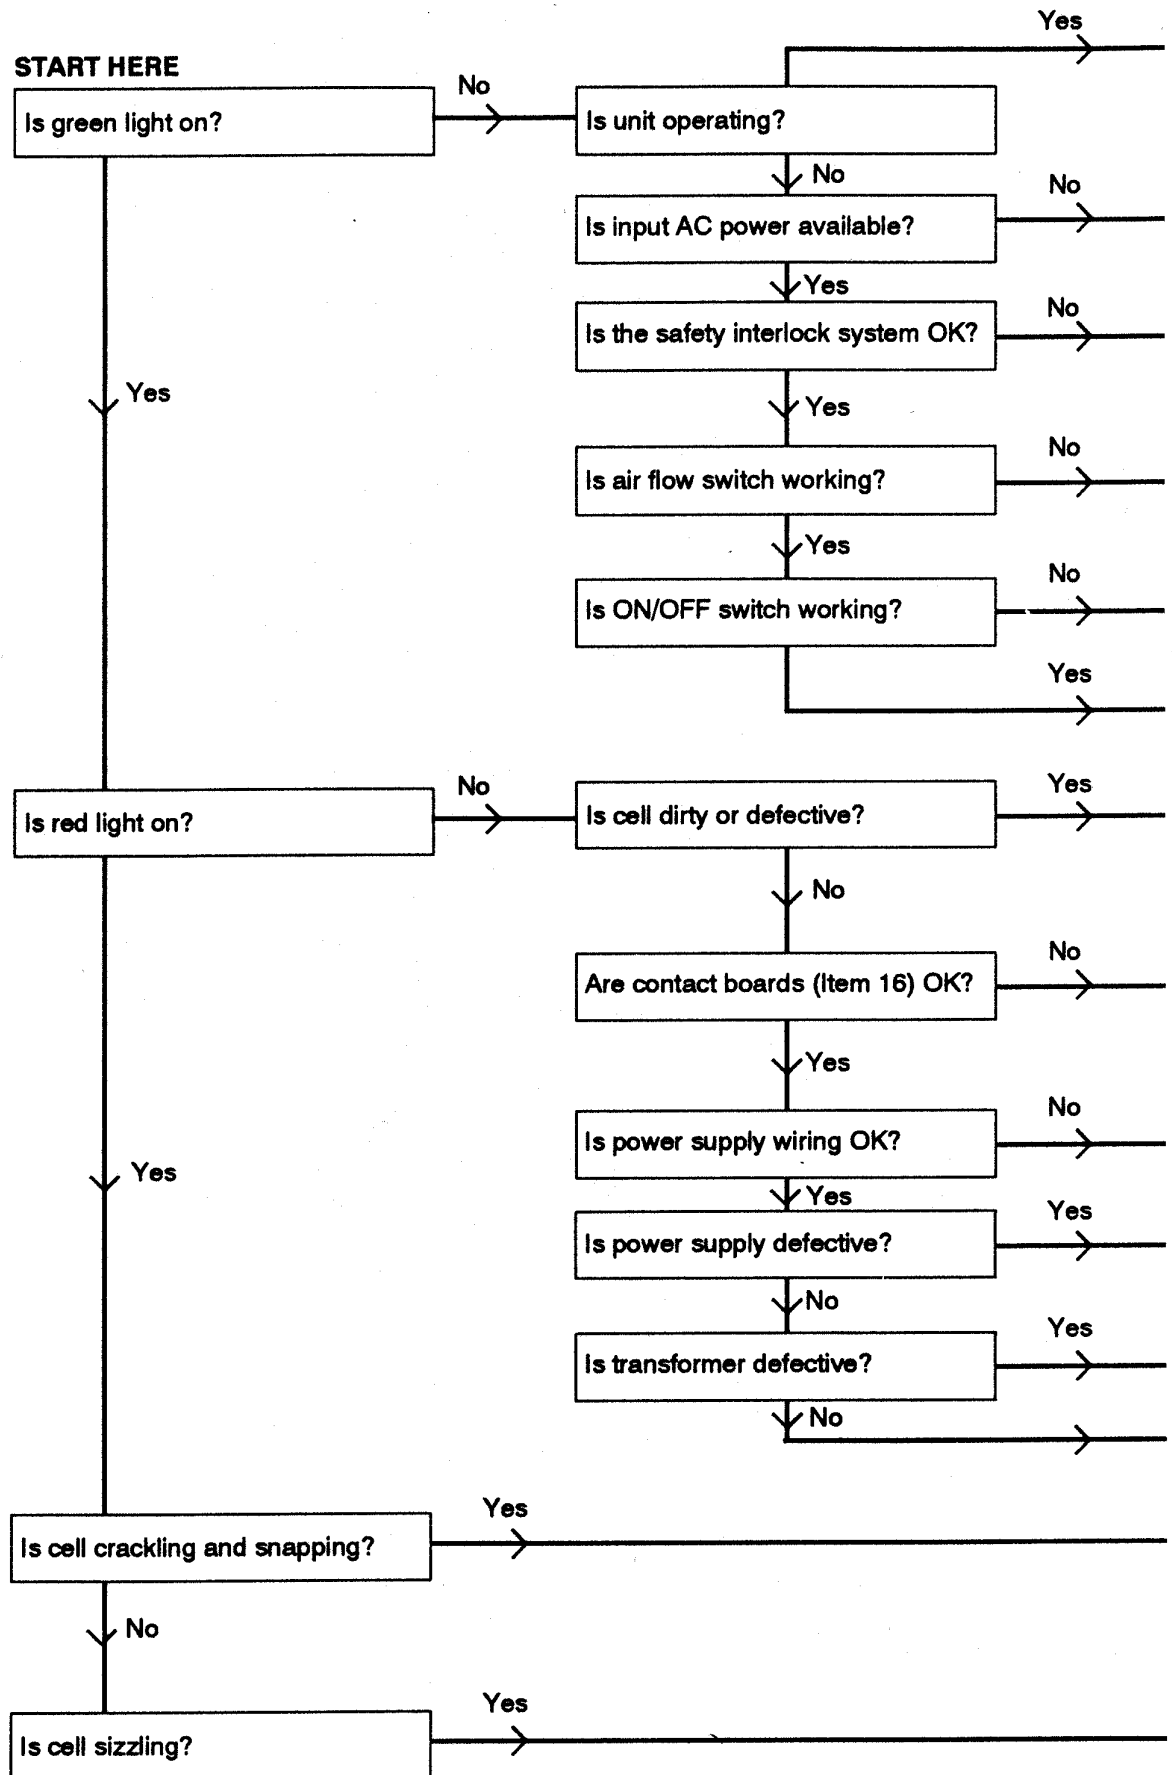 Yes
START HERE
No
Is green light on?
Is unit operating?
No
No
Is input AC power available?
Yes
No
Is the safety interlock system OK?
Yes
Yes
No
Is air flow switch working?
Yes
No
Is ON/OFF switch working?
Yes
No
Yes
Is red light on?
Is cell dirty or defective?
No
No
Are contact boards (Item 16) OK?
Yes
No
Is power supply wiring OK?
Yes
Yes
Yes
Is power supply defective?
No
Yes
Is transformer defective?
No
Yes
Is cell crackling and snapping?
No
Yes
Is cell sizzling?